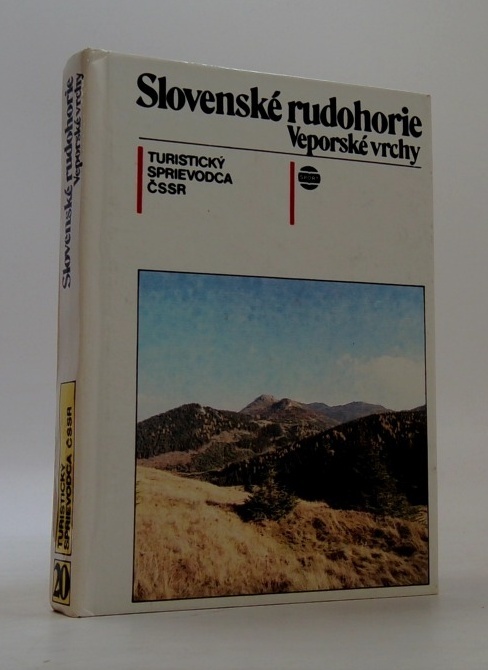 Slovenské rudohorie
Veporské vrchy
TURISTICKÝ
SPRIEVODCA
ČSSR
Slovenské rudohorie
Veporské vrchy
TURISTICKÝ
SPRIEVODCA ČSSR
20